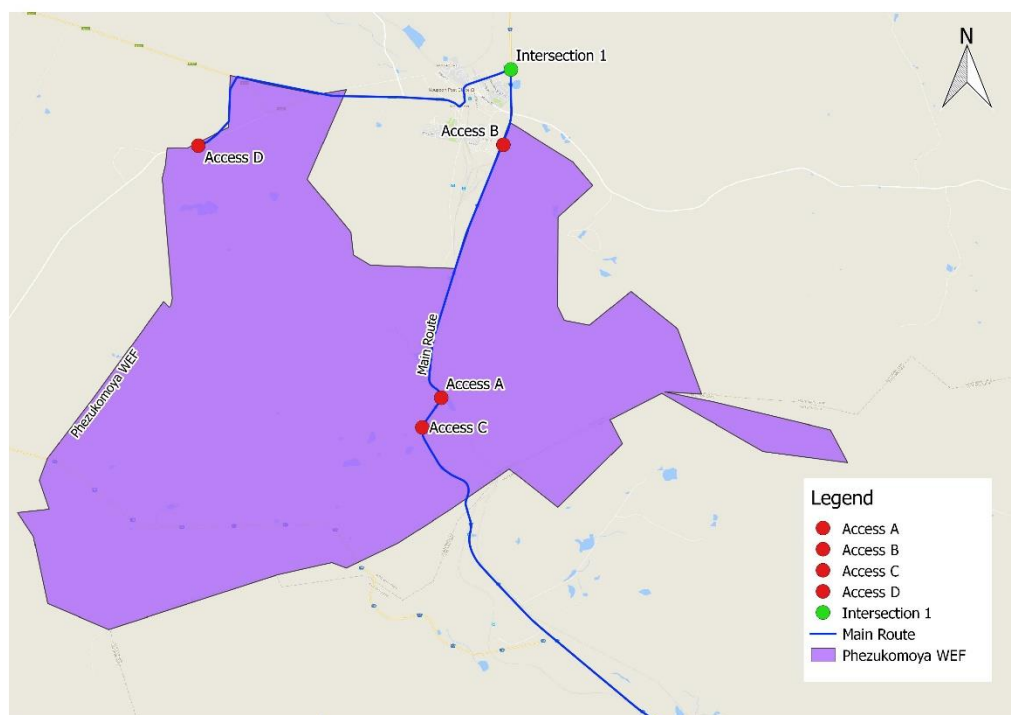 N
Intersection 1
Access B
Access D
Main Route
Phezukomoya WEF
Access A
Access C
Legend
Access A
Access B
Access C
Access D
Intersection 1
Main Route
Phezukomoya WEF